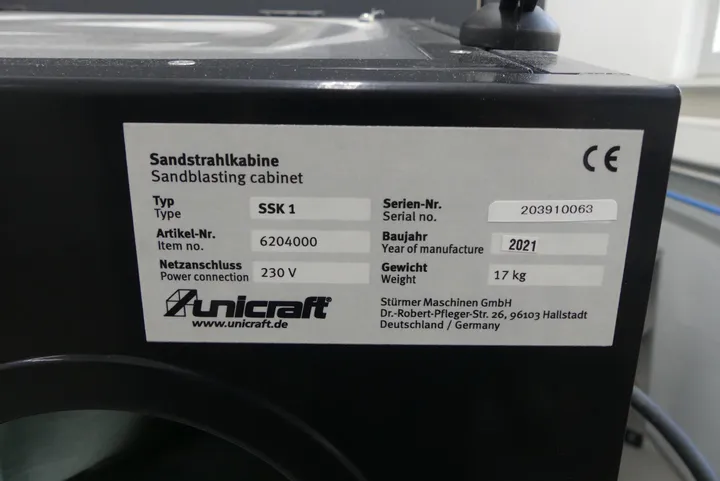 Sandstrahlkabine
Sandblasting cabinet
CE
Typ
Type
SSK 1
Serien-Nr.
Serial no.
203910063
Artikel-Nr.
Item no.
6204000
Baujahr
Year of manufacture
2021
Netzanschluss
Power connection
230 V
Gewicht
Weight
17 kg
unicraft®
www.unicraft.de
Stürmer Maschinen GmbH
Dr.-Robert-Pfleger-Str. 26, 96103 Hallstadt
Deutschland / Germany